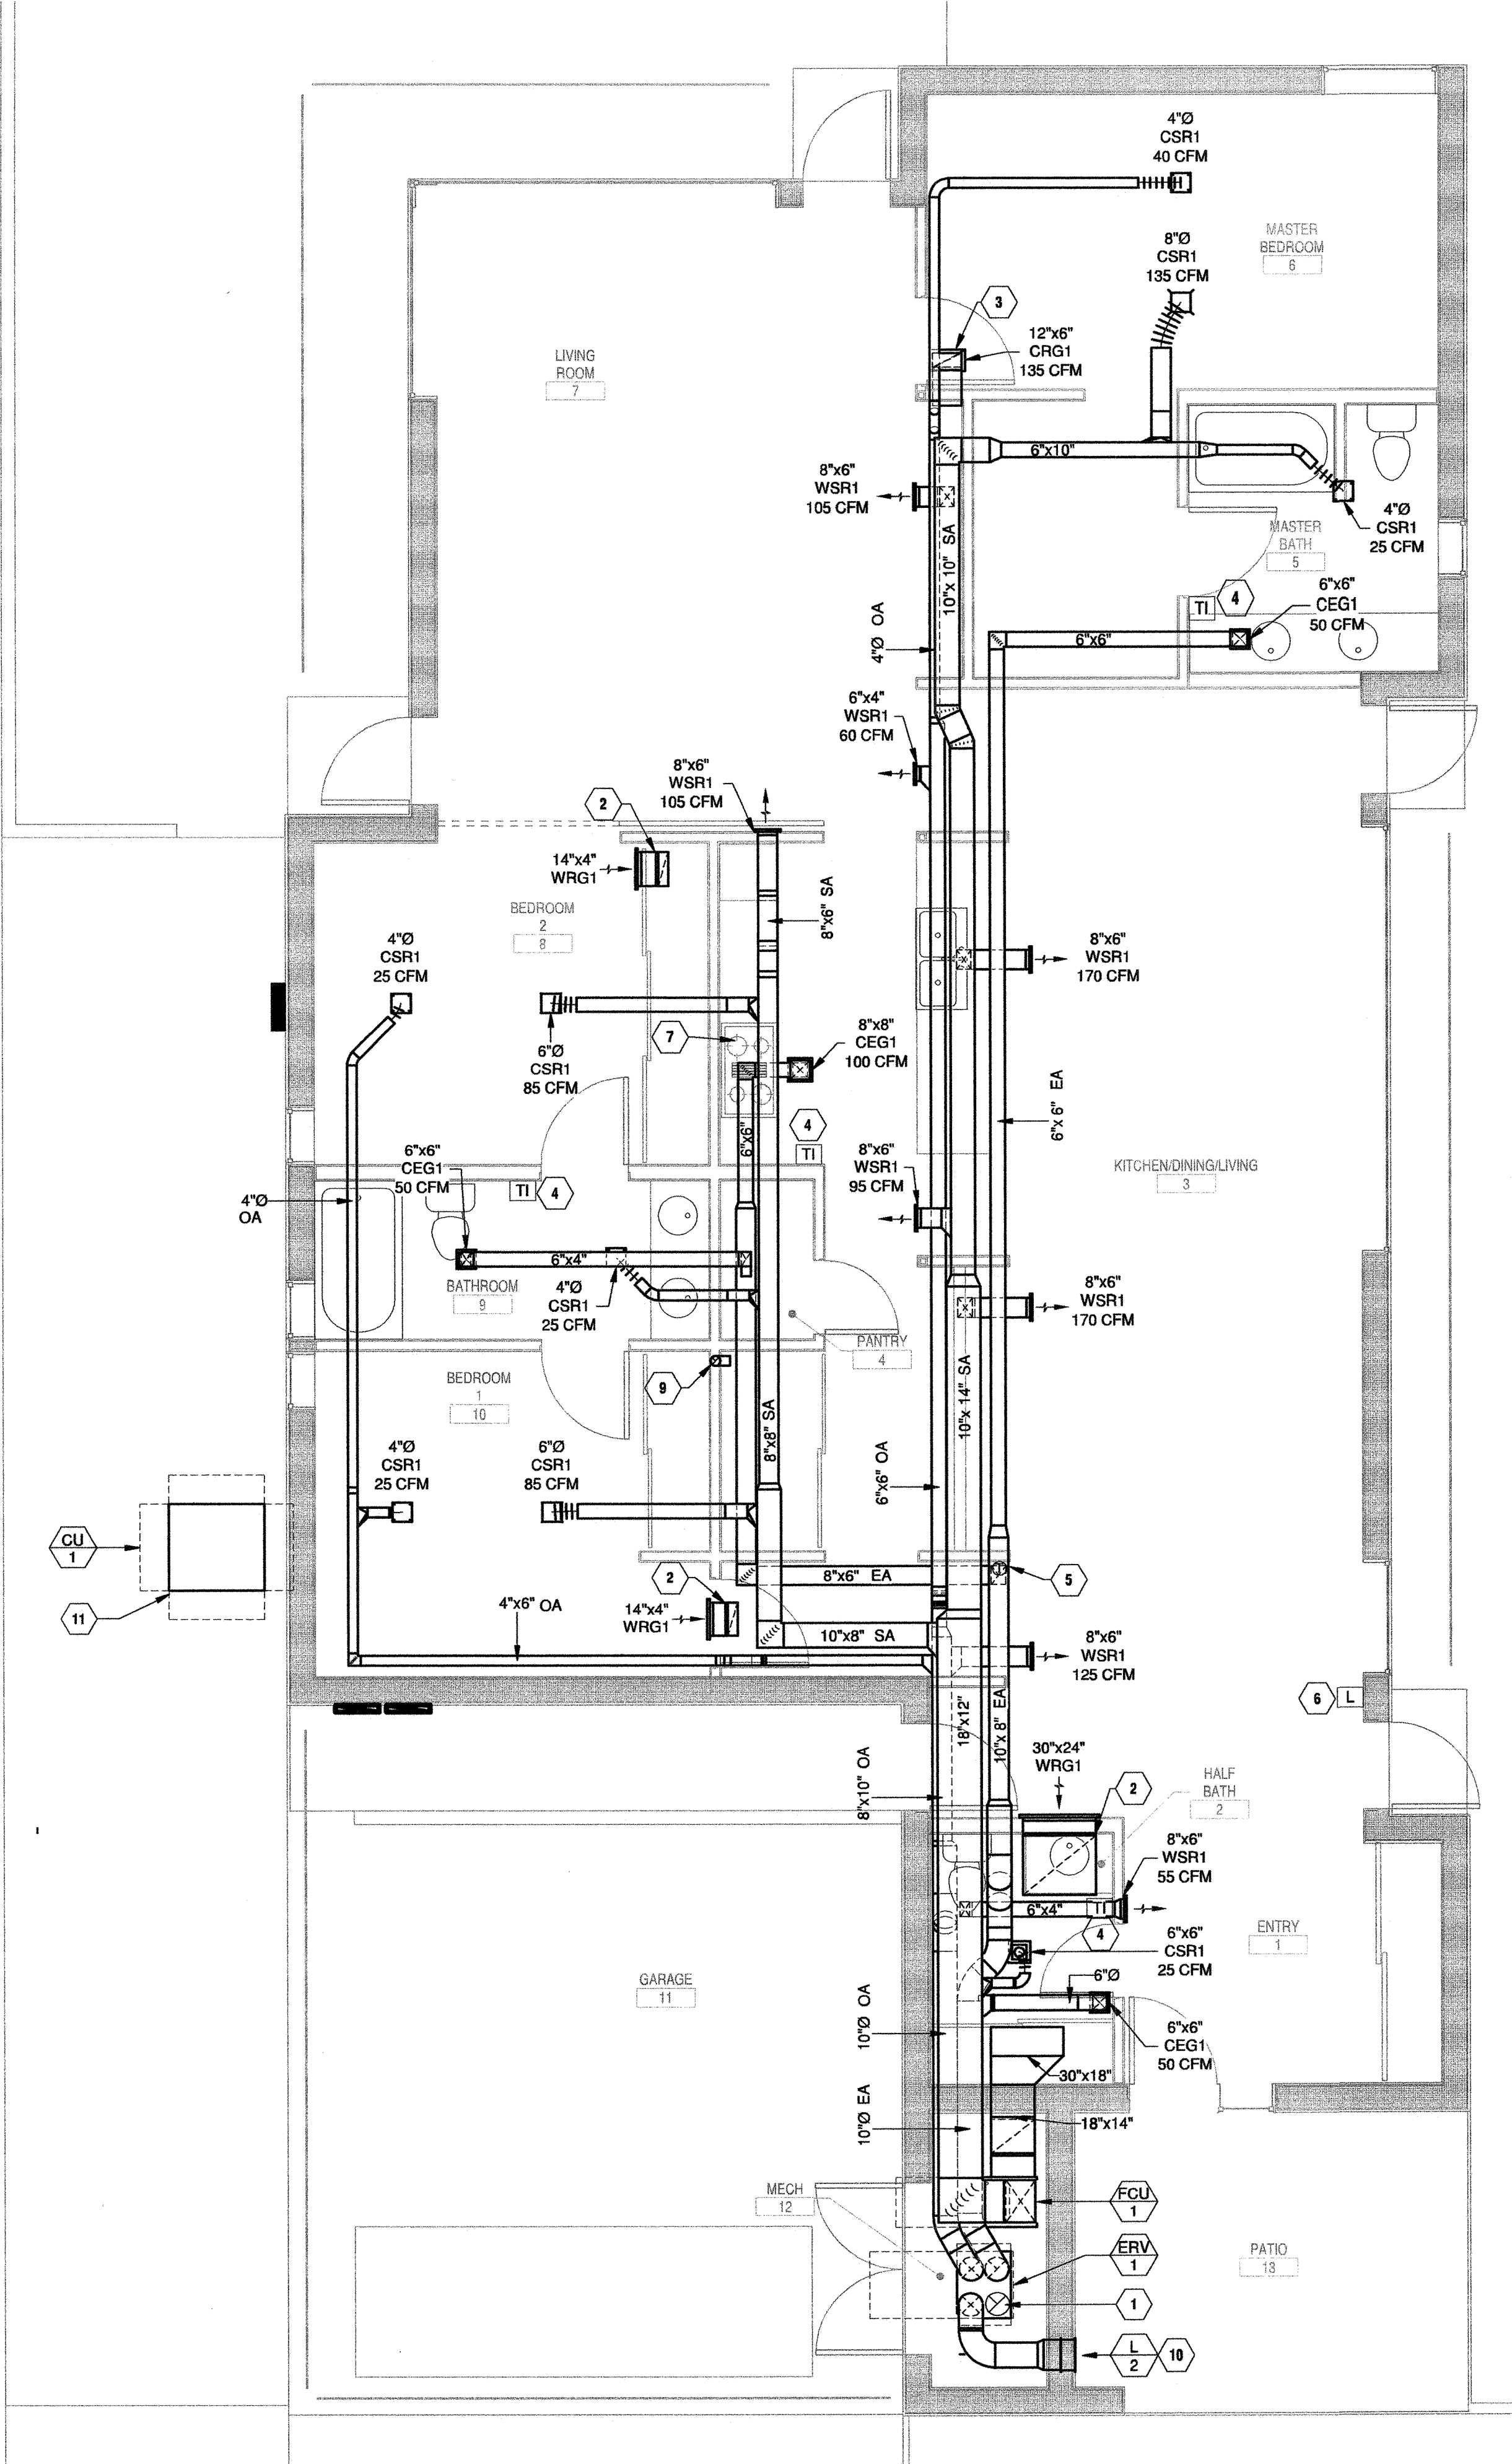 4"Ø
CSR1
40 CFM
MASTER
BEDROOM
6
8"Ø
CSR1
135 CFM
3
12"x6"
CRG1
135 CFM
LIVING
ROOM
7
6"x10"
8"x6"
WSR1
105 CFM
4"Ø
CSR1
25 CFM
MASTER
BATH
5
10"x 10" SA
4"Ø OA
TI
4
6"x6"
CEG1
50 CFM
6"x6"
6"x4"
WSR1
60 CFM
8"x6"
WSR1
105 CFM
2
14"x4"
WRG1
8"x6" SA
BEDROOM
2
8
4"Ø
CSR1
25 CFM
8"x6"
WSR1
170 CFM
7
6"Ø
CSR1
85 CFM
8"x8"
CEG1
100 CFM
6"x 6" EA
6"x6"
4
TI
6"x6"
CEG1
50 CFM
TI
4
8"x6"
WSR1
95 CFM
KITCHEN/DINING/LIVING
3
4"Ø
OA
6"x4"
BATHROOM
9
4"Ø
CSR1
25 CFM
8"x6"
WSR1
170 CFM
PANTRY
4
BEDROOM
1
10
9
10"x 14" SA
8"x8" SA
4"Ø
CSR1
25 CFM
6"Ø
CSR1
85 CFM
6"x6" OA
CU
1
11
8"x6" EA
5
2
14"x4"
WRG1
4"x6" OA
10"x8" SA
8"x6"
WSR1
125 CFM
6
L
18"x12"
10"x 8" EA
8"x10" OA
30"x24"
WRG1
HALF
BATH
2
2
8"x6"
WSR1
55 CFM
6"x4"
TI
4
ENTRY
1
6"x6"
CSR1
25 CFM
6"Ø
GARAGE
11
10"Ø OA
6"x6"
CEG1
50 CFM
30"x18"
10"Ø EA
18"x14"
MECH
12
FCU
1
ERV
1
PATIO
13
1
L
2
10